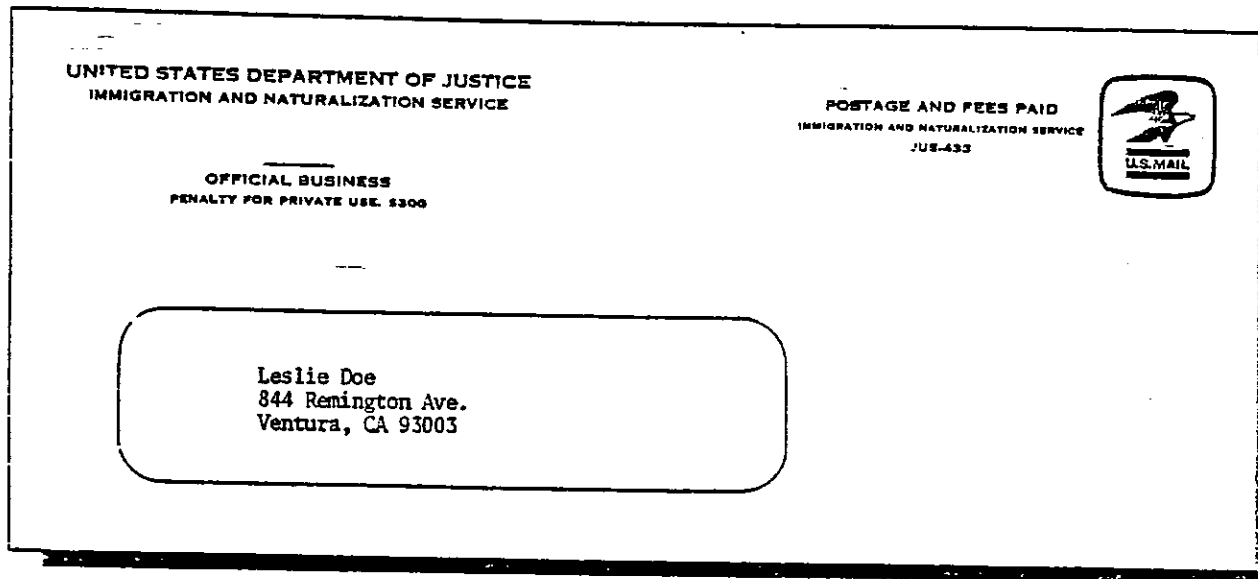 UNITED STATES DEPARTMENT OF JUSTICE
IMMIGRATION AND NATURALIZATION SERVICE
OFFICIAL BUSINESS
PENALTY FOR PRIVATE USE. $300
POSTAGE AND FEES PAID
IMMIGRATION AND NATURALIZATION SERVICE
JUS-433
U.S.MAIL
Leslie Doe
844 Remington Ave.
Ventura, CA 93003